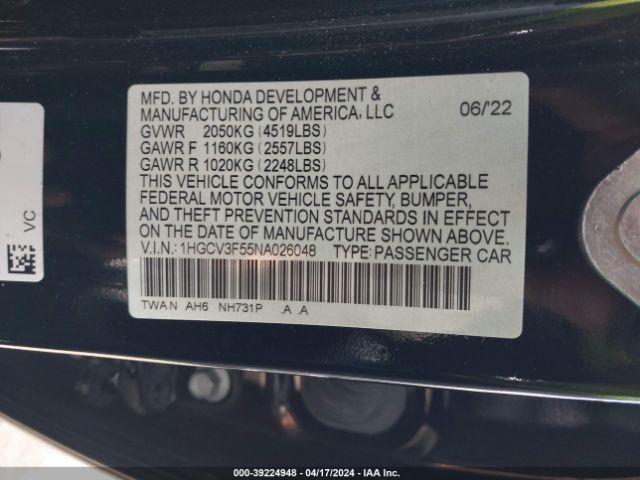 MFD. BY HONDA DEVELOPMENT &
MANUFACTURING OF AMERICA, LLC 06/'22
GVWR 2050KG (4519LBS)
GAWR F 1160KG (2557LBS)
GAWR R 1020KG (2248LBS)
THIS VEHICLE CONFORMS TO ALL APPLICABLE
FEDERAL MOTOR VEHICLE SAFETY, BUMPER,
AND THEFT PREVENTION STANDARDS IN EFFECT
ON THE DATE OF MANUFACTURE SHOWN ABOVE.
V.I.N.: 1HGCV3F55NA026048 TYPE: PASSENGER CAR
TWAN AH6 NH731P .A .A
VC
© - 39224948 - 04/17/2024 - IAA Inc.